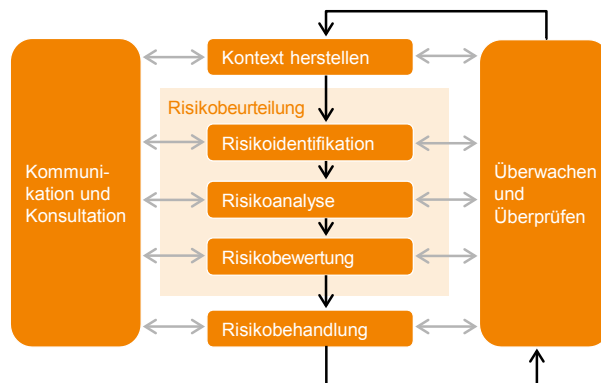 Kontext herstellen
Risikobeurteilung
Risikoidentifikation
Kommuni-
kation und
Konsultation
Risikoanalyse
Überwachen
und
Überprüfen
Risikobewertung
Risikobehandlung